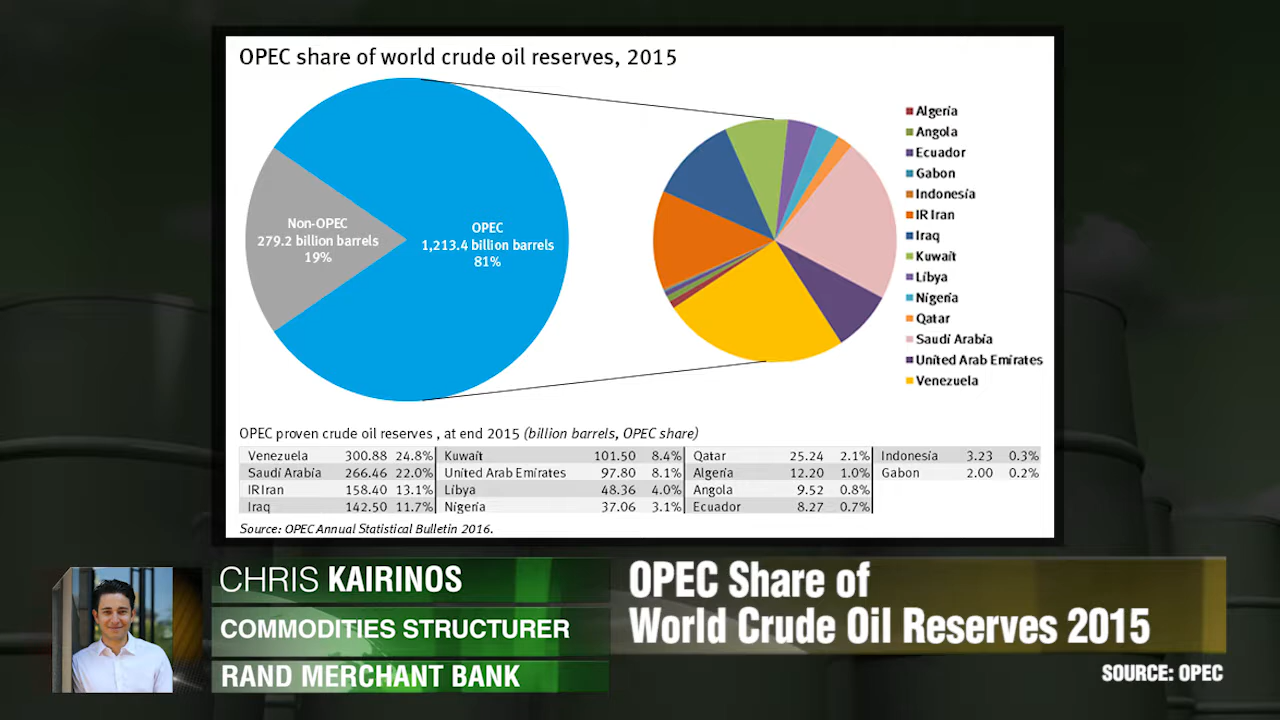 OPEC share of world crude oil reserves, 2015
Non-OPEC
279.2 billion barrels
19%
OPEC
1,213.4 billion barrels
81%
Algeria
Angola
Ecuador
Gabon
Indonesia
IR Iran
Iraq
Kuwait
Libya
Nigeria
Qatar
Saudi Arabia
United Arab Emirates
Venezuela
OPEC proven crude oil reserves , at end 2015 (billion barrels, OPEC share)
Venezuela 300.88 24.8% Kuwait 101.50 8.4% Qatar 25.24 2.1% Indonesia 3.23 0.3%
Saudi Arabia 266.46 22.0% United Arab Emirates 97.80 8.1% Algeria 12.20 1.0% Gabon 2.00 0.2%
IR Iran 158.40 13.1% Libya 48.36 4.0% Angola 9.52 0.8%
Iraq 142.50 11.7% Nigeria 37.06 3.1% Ecuador 8.27 0.7%
Source: OPEC Annual Statistical Bulletin 2016.
CHRIS KAIRINOS
COMMODITIES STRUCTURER
RAND MERCHANT BANK
OPEC Share of
World Crude Oil Reserves 2015
SOURCE: OPEC